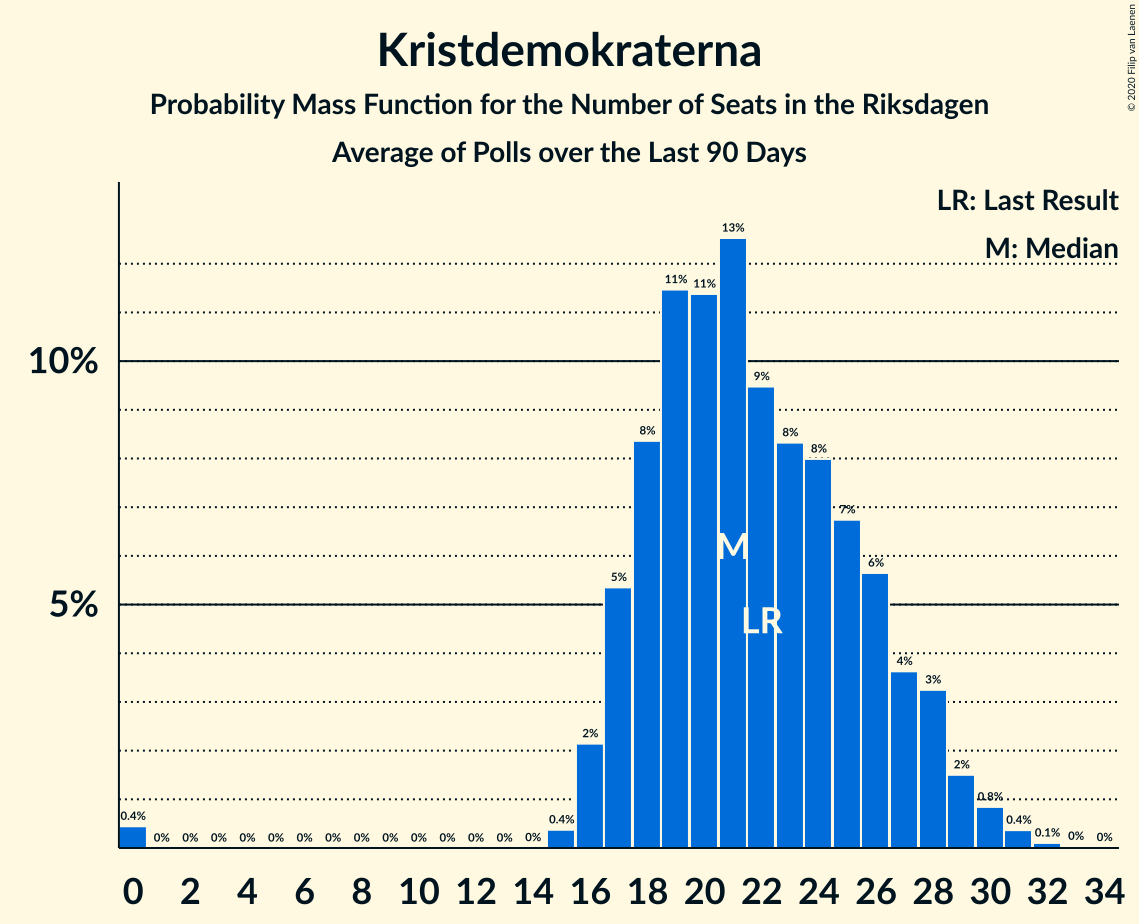 Kristdemokraterna
Probability Mass Function for the Number of Seats in the Riksdagen
Average of Polls over the Last 90 Days
© 2020 Filip van Laenen
LR: Last Result
M: Median
10%
5%
0.4% 0% 0% 0% 0% 0% 0% 0% 0% 0% 0% 0% 0% 0% 0% 0.4% 2% 5% 8% 11% 11% 13% 9% 8% 8% 7% 6% 4% 3% 2% 0.8% 0.4% 0.1% 0% 0%
M
LR
0 2 4 6 8 10 12 14 16 18 20 22 24 26 28 30 32 34